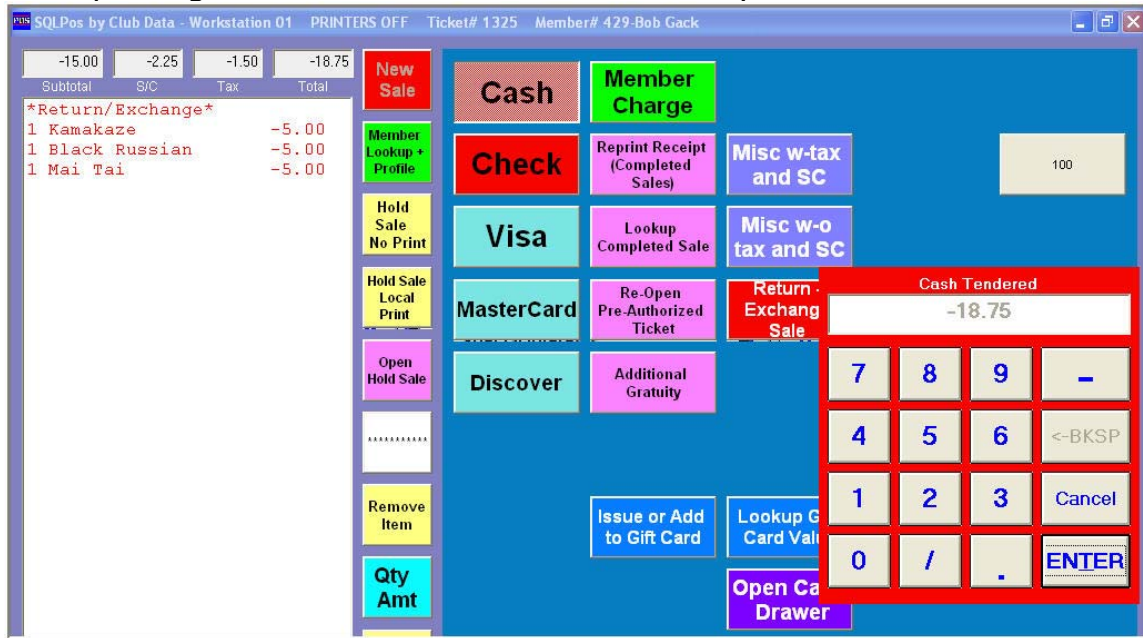 SQLPos by Club Data - Workstation 01 PRINTERS OFF Ticket# 1325 Member# 429-Bob Gack
-15.00 -2.25 -1.50 -18.75
Subtotal S/C Tax Total
*Return/Exchange*
1 Kamakaze -5.00
1 Black Russian -5.00
1 Mai Tai -5.00
New
Sale
Member
Lookup +
Profile
Hold
Sale
No Print
Hold Sale
Local
Print
Open
Hold Sale
***********
Remove
Item
Qty
Amt
Cash
Member
Charge
Check
Reprint Receipt
(Completed
Sales)
Misc w-tax
and SC
100
Visa
Lookup
Completed Sale
Misc w-o
tax and SC
MasterCard
Re-Open
Pre-Authorized
Ticket
Return -
Exchang
Sale
Discover
Additional
Gratuity
Issue or Add
to Gift Card
Lookup G
Card Val
Open Ca
Drawer
Cash Tendered
-18.75
7 8 9 -
4 5 6 <-BKSP
1 2 3 Cancel
0 / . ENTER